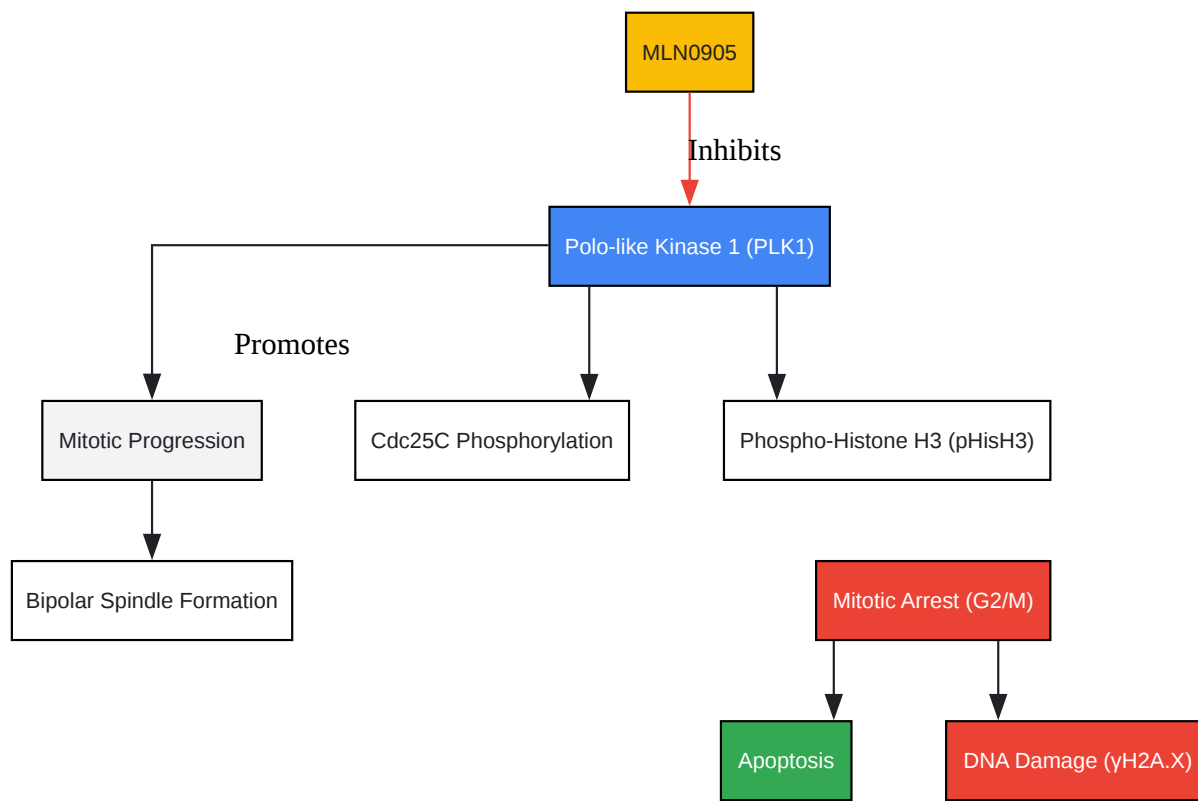 MLN0905
Inhibits
Polo-like Kinase 1 (PLK1)
Promotes
Mitotic Progression
Cdc25C Phosphorylation
Phospho-Histone H3 (pHisH3)
Bipolar Spindle Formation
Mitotic Arrest (G2/M)
Apoptosis
DNA Damage (γH2A.X)